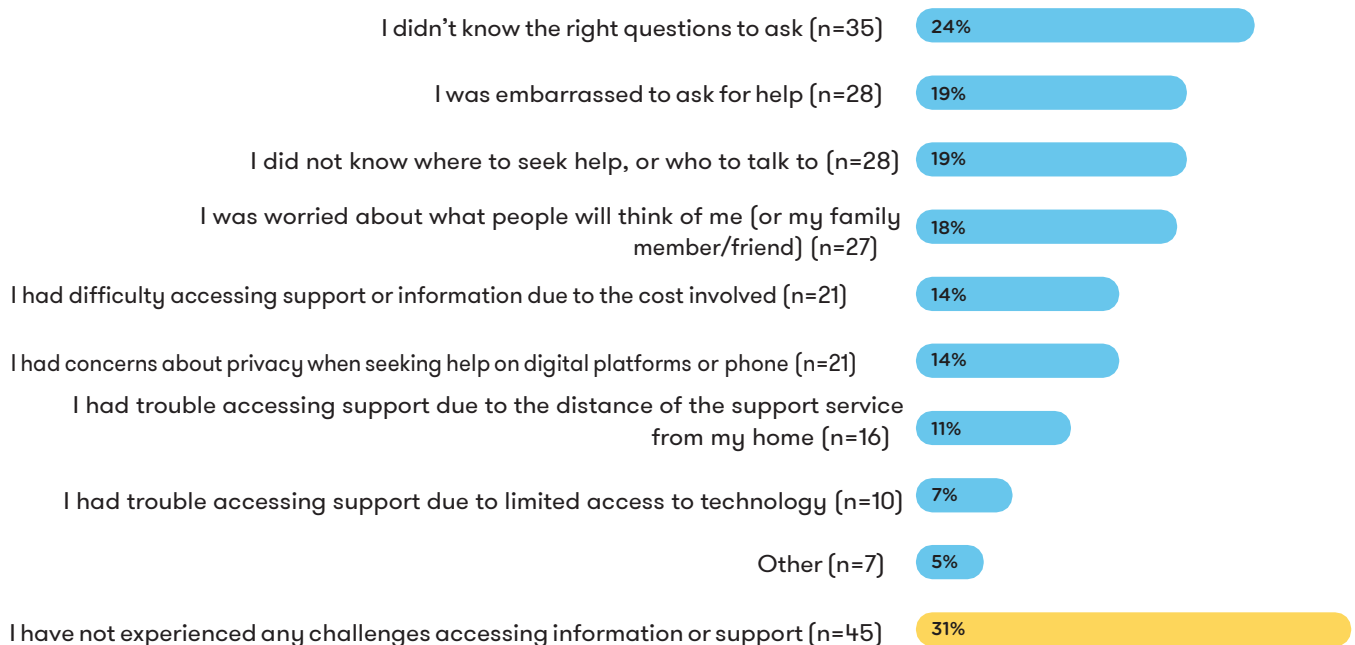 I didn’t know the right questions to ask (n=35) 24%
I was embarrassed to ask for help (n=28) 19%
I did not know where to seek help, or who to talk to (n=28) 19%
I was worried about what people will think of me (or my family
member/friend) (n=27) 18%
I had difficulty accessing support or information due to the cost involved (n=21) 14%
I had concerns about privacy when seeking help on digital platforms or phone (n=21) 14%
I had trouble accessing support due to the distance of the support service
from my home (n=16) 11%
I had trouble accessing support due to limited access to technology (n=10) 7%
Other (n=7) 5%
I have not experienced any challenges accessing information or support (n=45) 31%